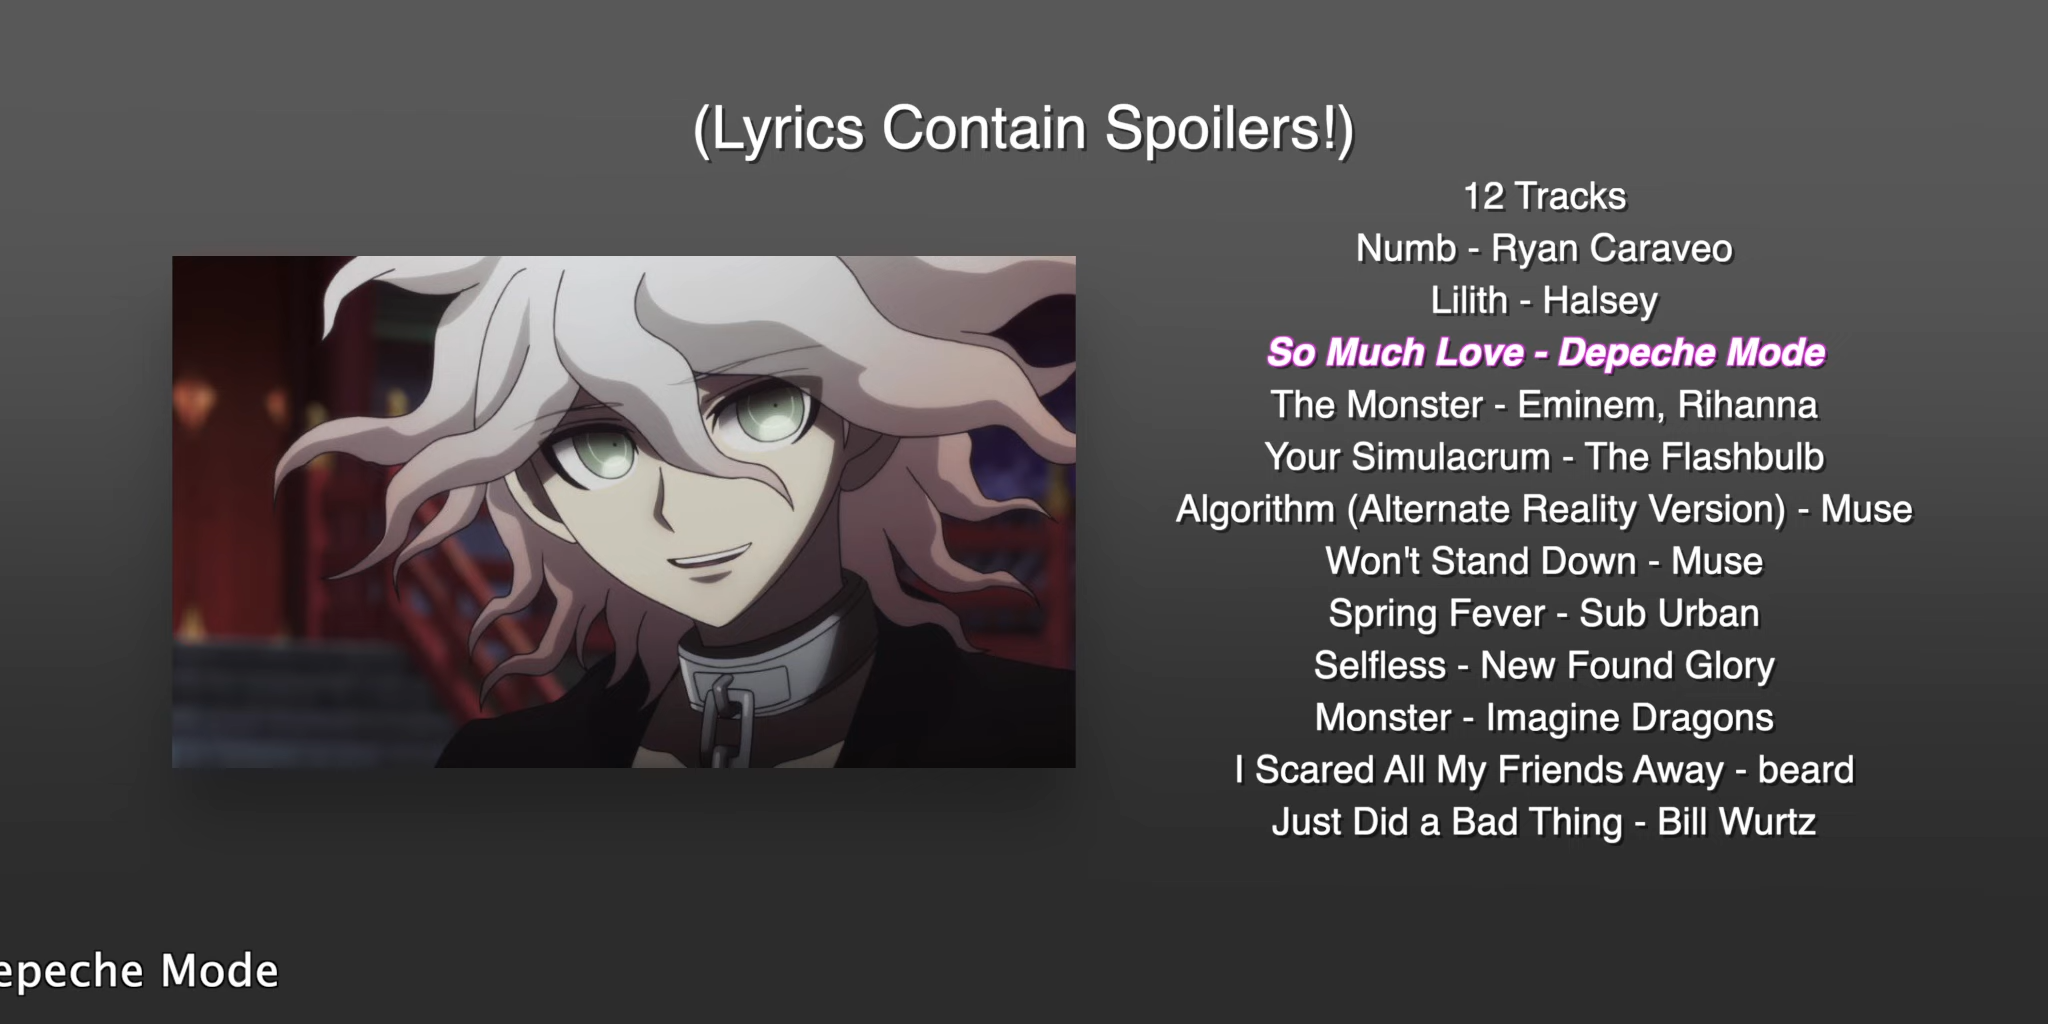 (Lyrics Contain Spoilers!)
12 Tracks
Numb - Ryan Caraveo
Lilith - Halsey
So Much Love - Depeche Mode
The Monster - Eminem, Rihanna
Your Simulacrum - The Flashbulb
Algorithm (Alternate Reality Version) - Muse
Won't Stand Down - Muse
Spring Fever - Sub Urban
Selfless - New Found Glory
Monster - Imagine Dragons
I Scared All My Friends Away - beard
Just Did a Bad Thing - Bill Wurtz
epeche Mode